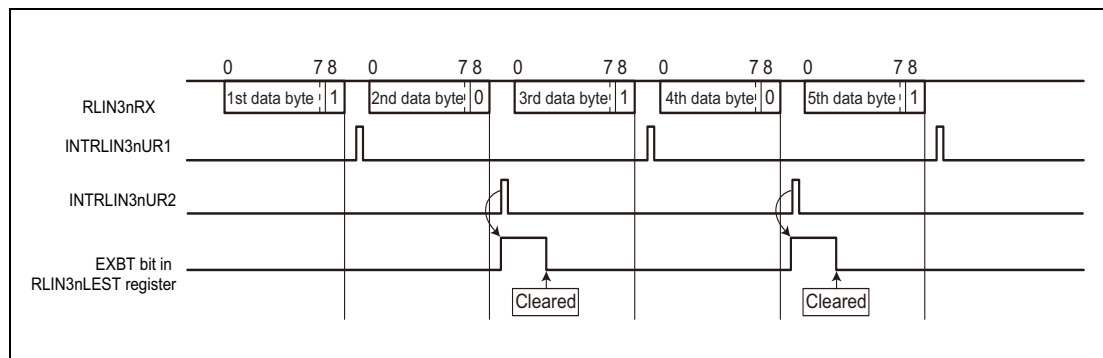 0 7 8 0 7 8 0 7 8 0 7 8 0 7 8
RLIN3nRX 1st data byte 1 2nd data byte 0 3rd data byte 1 4th data byte 0 5th data byte 1
INTRLIN3nUR1
INTRLIN3nUR2
EXBT bit in
RLIN3nLEST register
Cleared Cleared